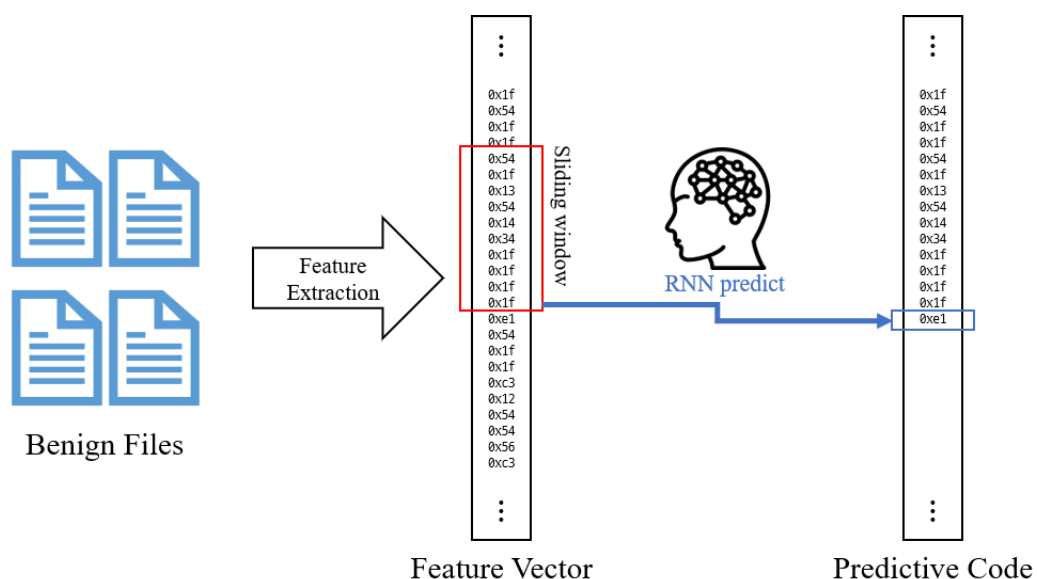 Benign Files
Feature
Extraction
⋮
0x1f
0x54
0x1f
0x1f
0x54
0x1f
0x13
0x54
0x14
0x34
0x1f
0x1f
0x1f
0x1f
0xe1
0x54
0x1f
0x1f
0xc3
0x12
0x54
0x54
0x56
0xc3
⋮
Feature Vector
Sliding window
RNN predict
⋮
0x1f
0x54
0x1f
0x1f
0x54
0x1f
0x13
0x54
0x14
0x34
0x1f
0x1f
0x1f
0x1f
0xe1
⋮
Predictive Code